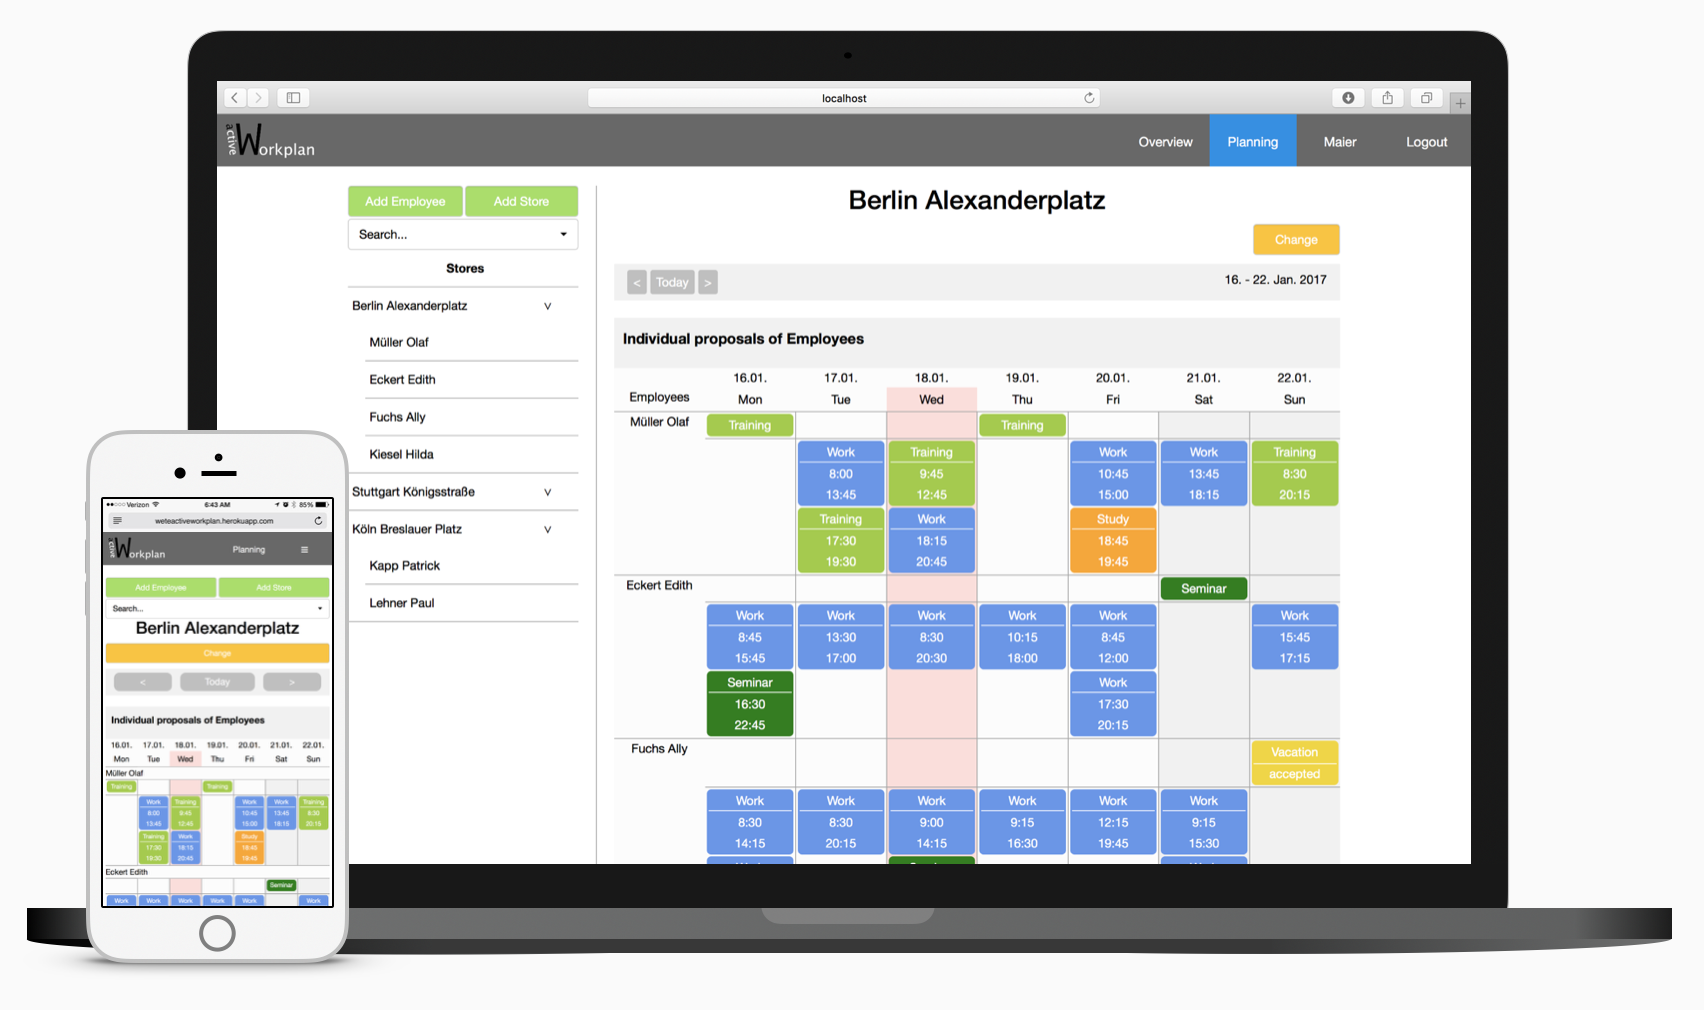 localhost
active Workplan
Overview Planning Maier Logout
Add Employee Add Store
Search...
Stores
Berlin Alexanderplatz
Müller Olaf
Eckert Edith
Fuchs Ally
Kiesel Hilda
Stuttgart Königsstraße
Köln Breslauer Platz
Kapp Patrick
Lehner Paul
Berlin Alexanderplatz
Change
< Today > 16. - 22. Jan. 2017
Individual proposals of Employees
16.01. 17.01. 18.01. 19.01. 20.01. 21.01. 22.01.
Employees Mon Tue Wed Thu Fri Sat Sun
Müller Olaf Training Training
Work Training Work Work Training
8:00 9:45 10:45 13:45 8:30
13:45 12:45 15:00 18:15 20:15
Training Work Study
17:30 18:15 18:45
19:30 20:45 19:45
Eckert Edith Seminar
Work Work Work Work Work Work
8:45 13:30 8:30 10:15 8:45 15:45
15:45 17:00 20:30 18:00 12:00 17:15
Seminar Work
16:30 17:30
22:45 20:15
Fuchs Ally Vacation
accepted
Work Work Work Work Work Work
8:30 8:30 9:00 9:15 12:15 9:15
14:15 20:15 14:15 16:30 19:45 15:30
Verizon 6:43 AM 85%
weteactiveworkplan.herokuapp.com
active Workplan Planning
Add Employee Add Store
Search...
Berlin Alexanderplatz
Change
< Today >
Individual proposals of Employees
16.01. 17.01. 18.01. 19.01. 20.01. 21.01. 22.01.
Mon Tue Wed Thu Fri Sat Sun
Müller Olaf
Training Training
Work Training Work Work Training
8:00 9:45 10:45 13:45 8:30
13:45 12:45 15:00 18:15 20:15
Training Work Study
17:30 18:15 18:45
19:30 20:45 19:45
Eckert Edith
Seminar
Work Work Work Work Work Work